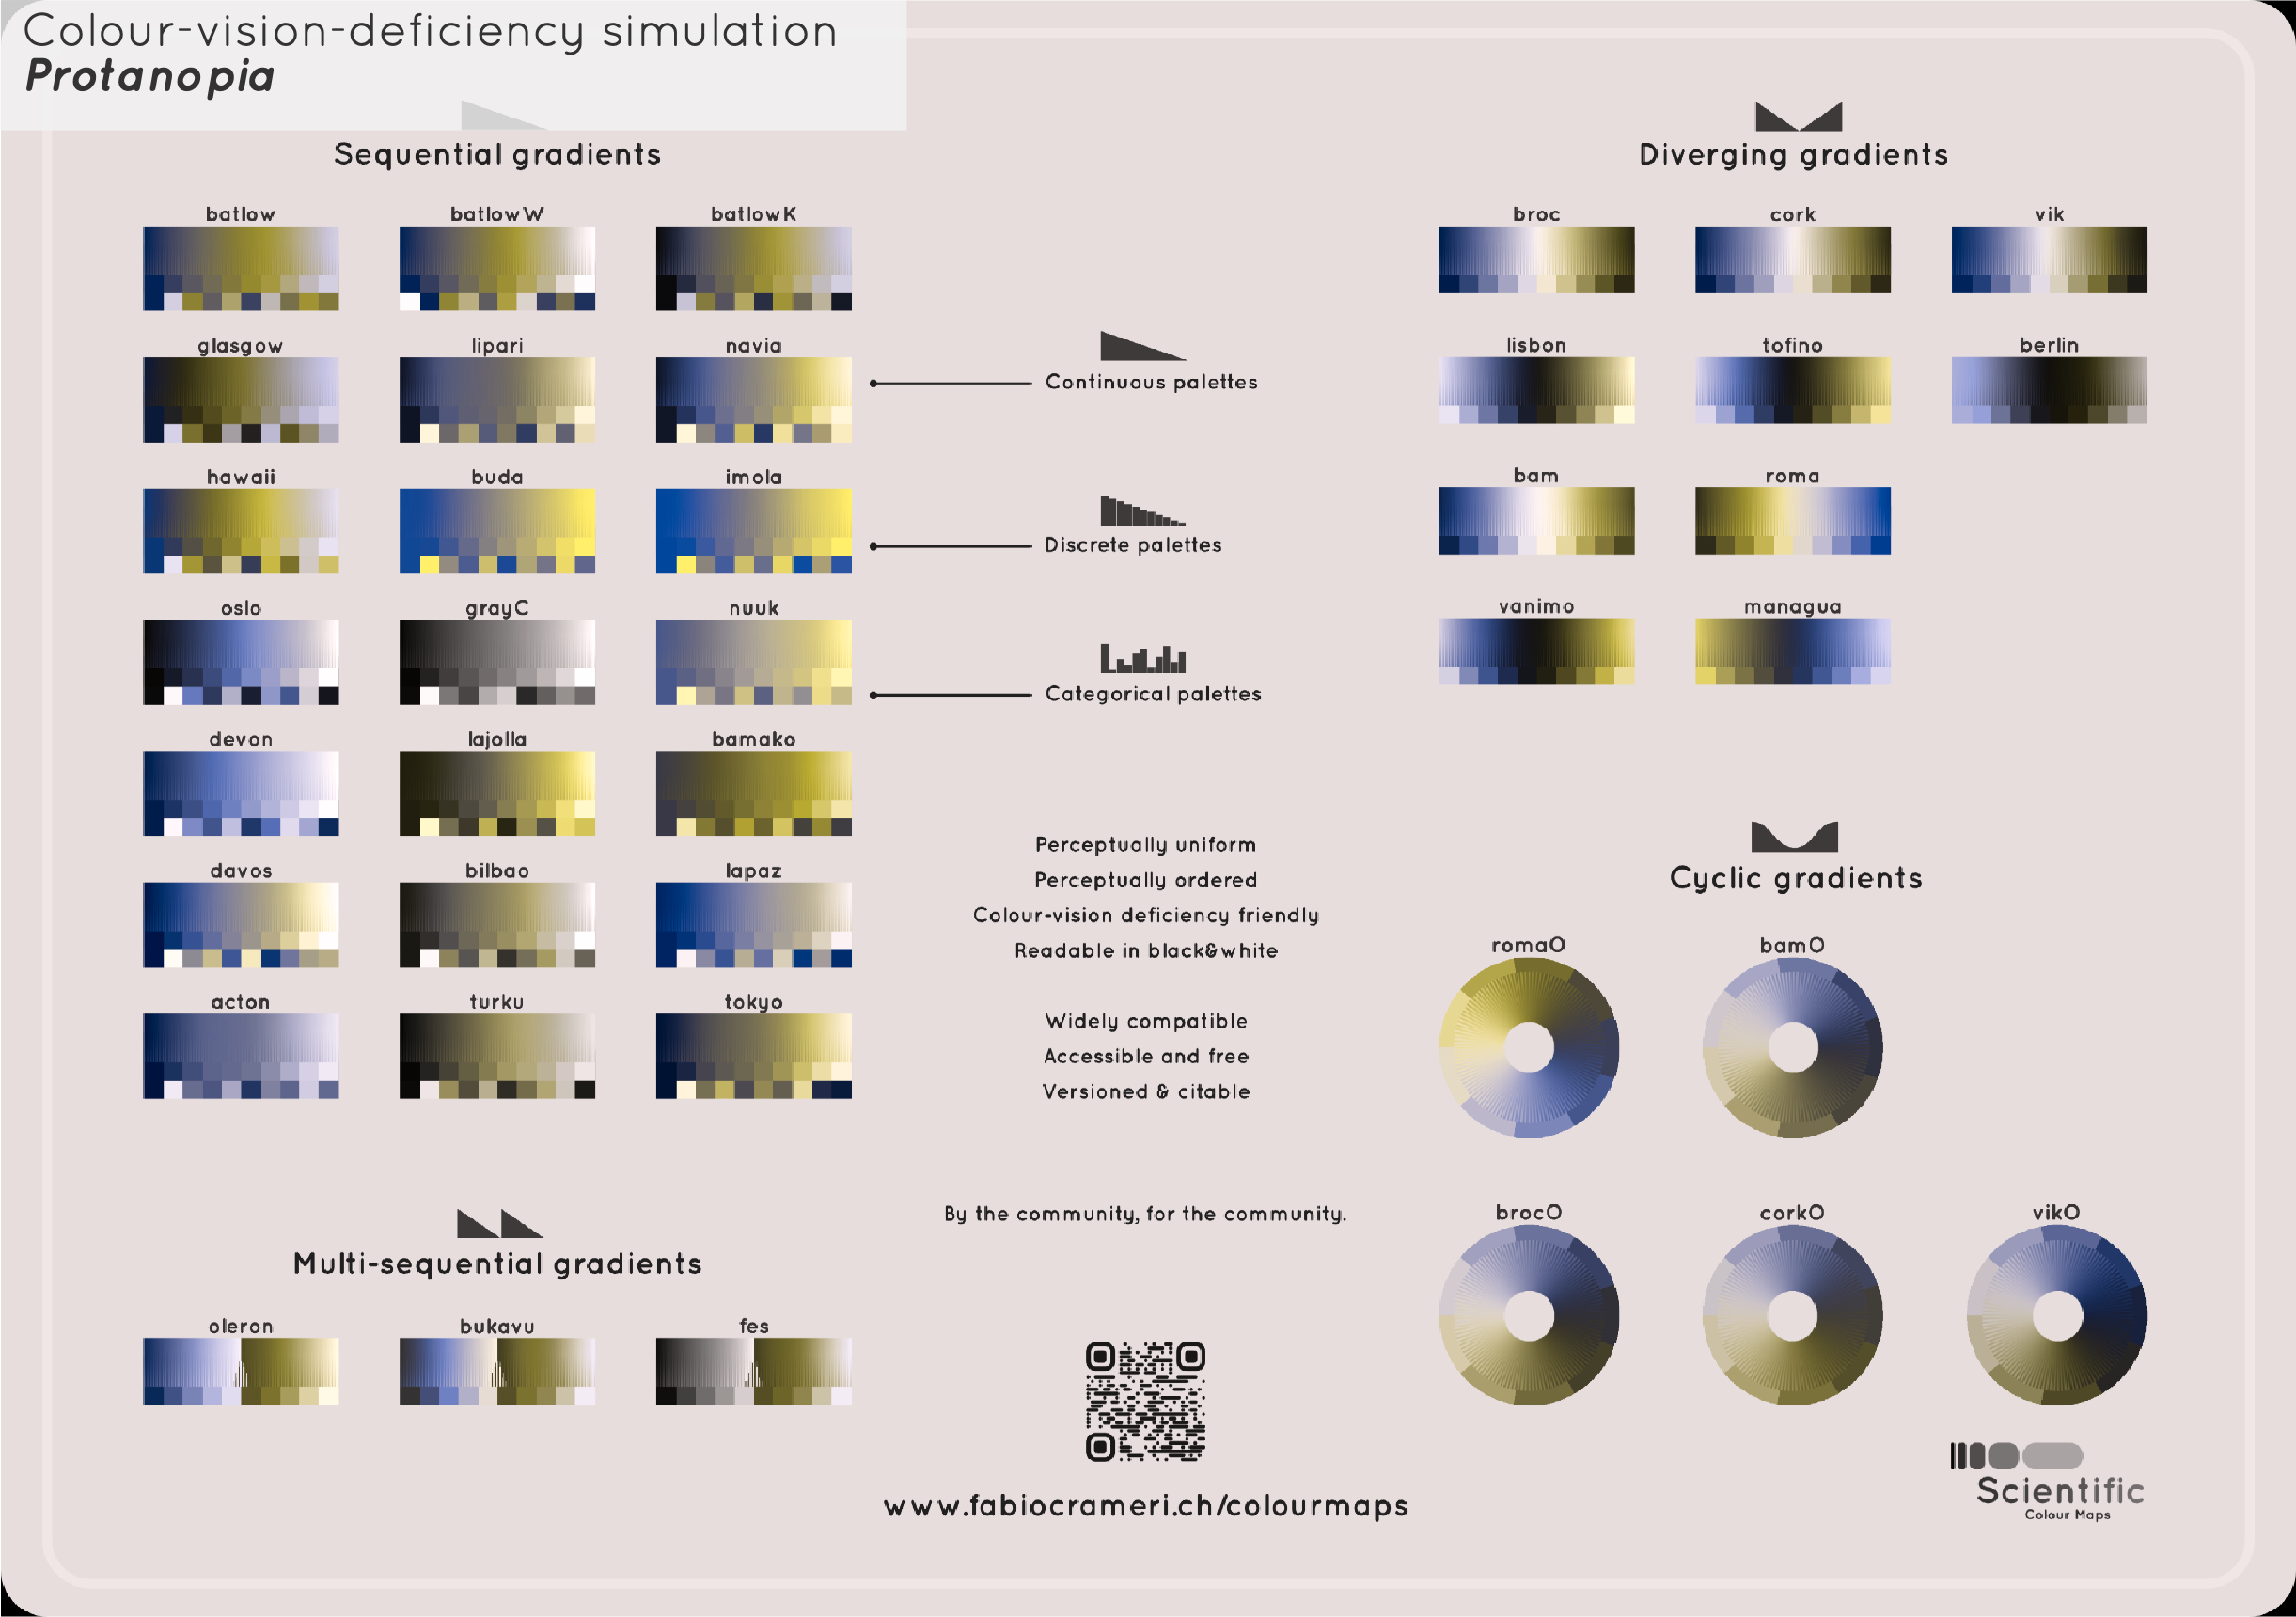 Colour-vision-deficiency simulation
Protanopia
Sequential gradients
batlow batlowW batlowK
glasgow lipari navia
hawaii buda imola
oslo grayC nuuk
devon lajolla bamako
davos bilbao lapaz
acton turku tokyo
Multi-sequential gradients
oleron bukavu fes
Continuous palettes
Discrete palettes
Categorical palettes
Perceptually uniform
Perceptually ordered
Colour-vision deficiency friendly
Readable in black&white
Widely compatible
Accessible and free
Versioned & citable
By the community, for the community.
www.fabiocrameri.ch/colourmaps
Diverging gradients
broc cork vik
lisbon tofino berlin
bam roma
vanimo managua
Cyclic gradients
romaO bamO
brocO corkO vikO
Scientific
Colour Maps